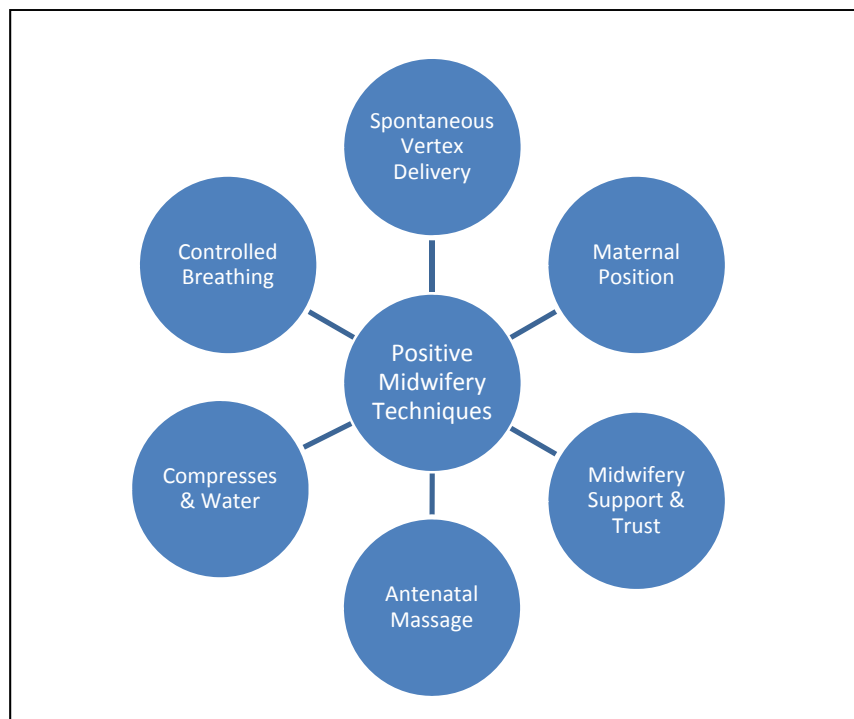 Spontaneous
Vertex
Delivery
Controlled
Breathing
Maternal
Position
Positive
Midwifery
Techniques
Compresses
& Water
Midwifery
Support &
Trust
Antenatal
Massage